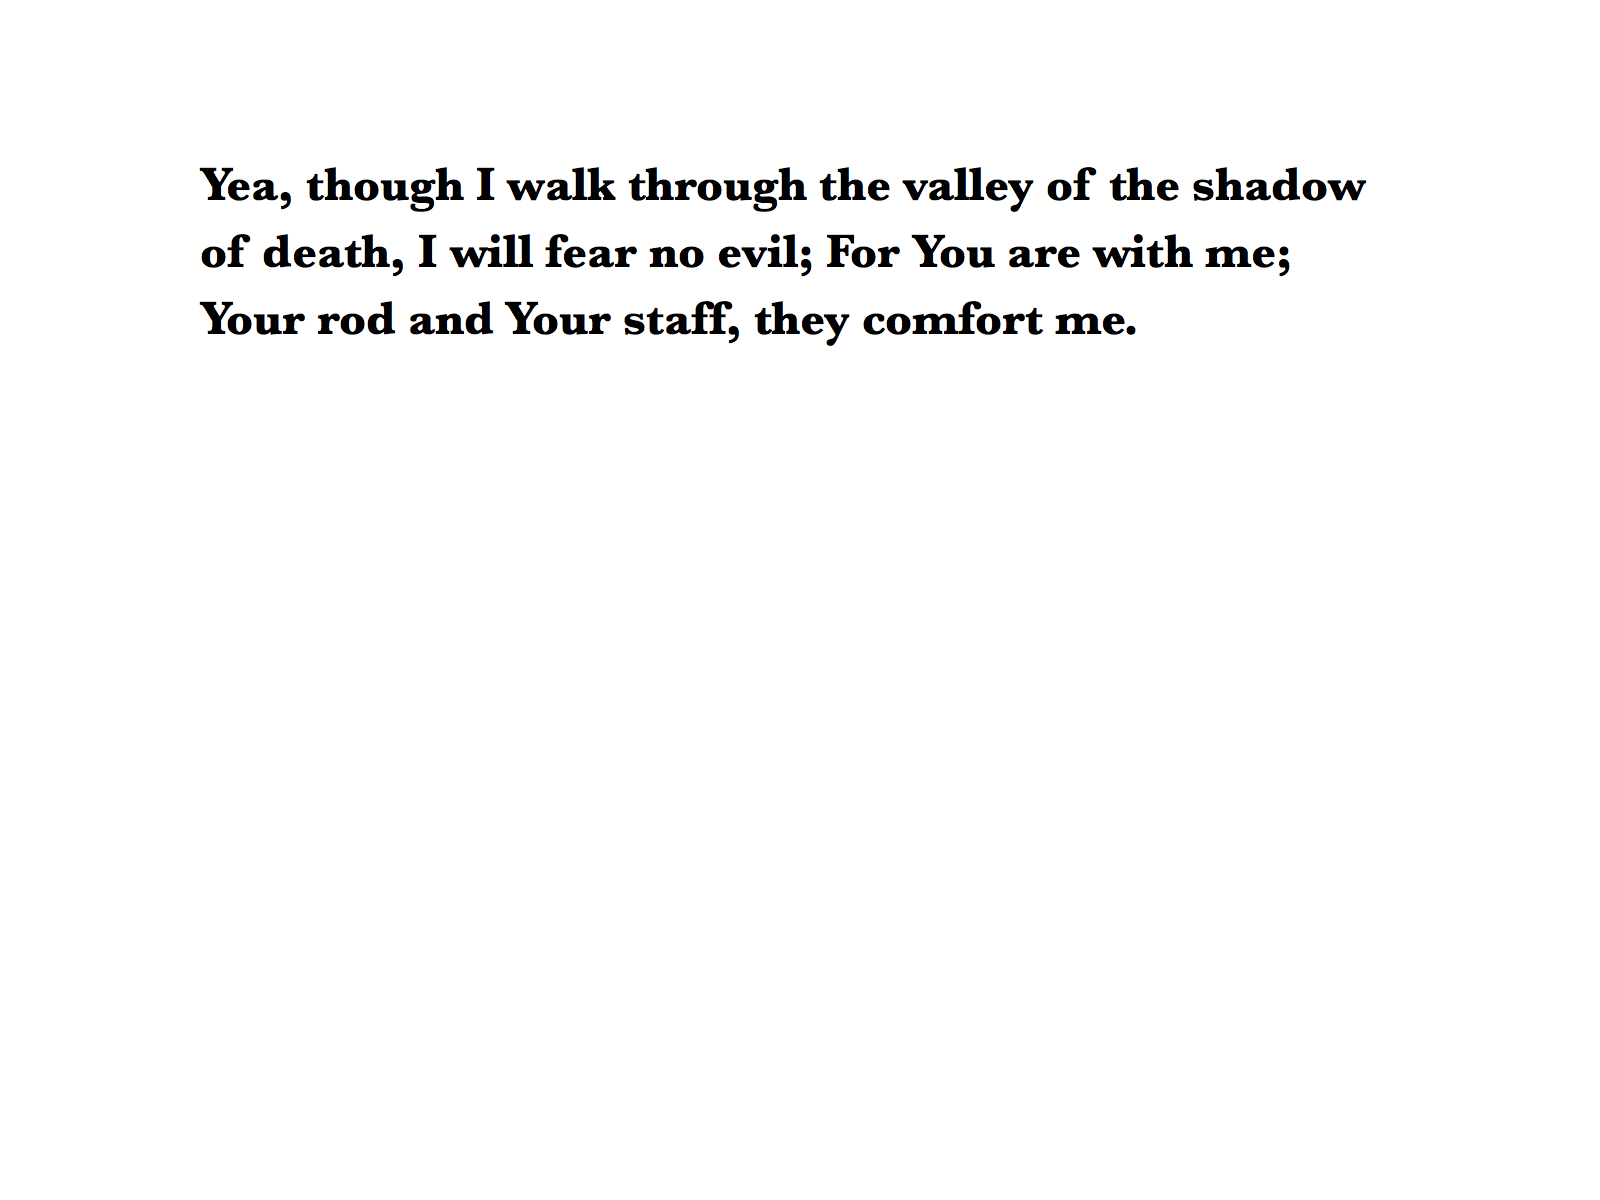 Yea, though I walk through the valley of the shadow
of death, I will fear no evil; For You are with me;
Your rod and Your staff, they comfort me.